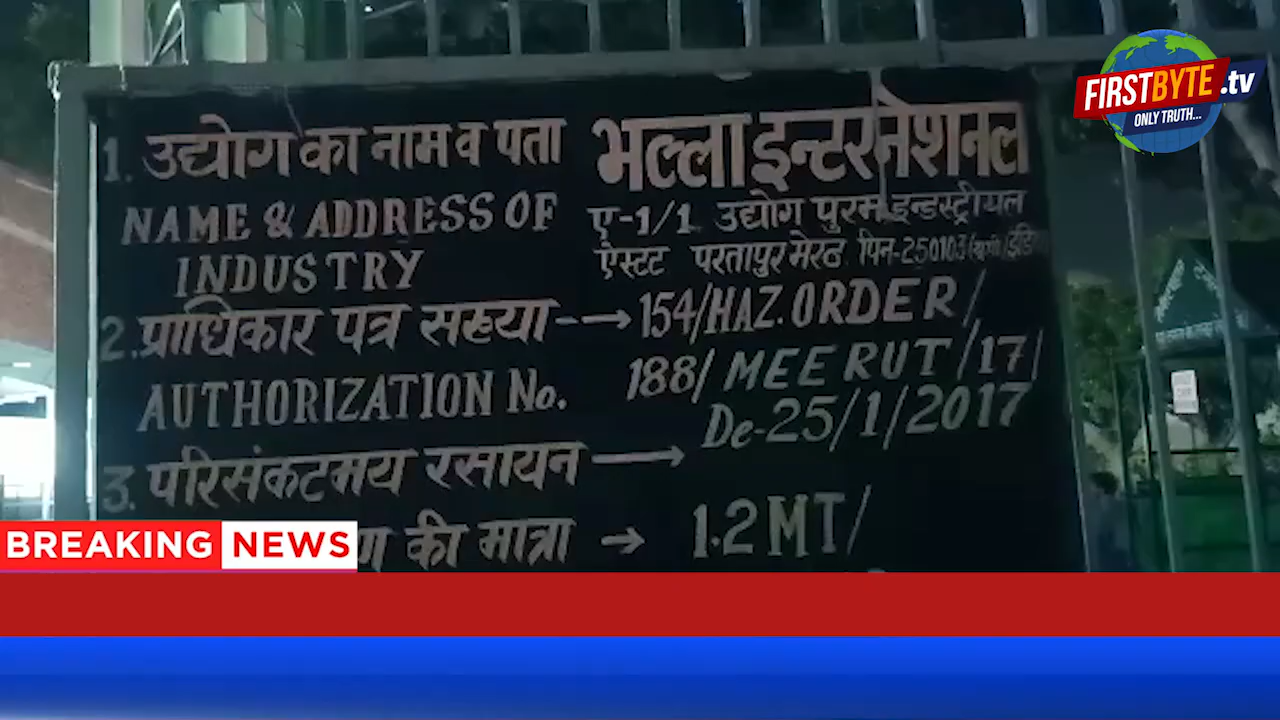 FIRSTBYTE.tv
ONLY TRUTH...
1. उद्योग का नाम व पता
भल्ला इन्टरनेशनल
NAME & ADDRESS OF
INDUSTRY
ए-1/1 उद्योग पुरम इन्डस्ट्रीयल
ऐस्टट परतापुर मेरठ पिन-250103
2. प्राधिकार पत्र सख्या --→ 154/HAZ.ORDER/
AUTHORIZATION No. 188/MEERUT/17/
De-25/1/2017
3. परिसंकटमय रसायन →
की मात्रा → 1.2 MT/
BREAKING NEWS